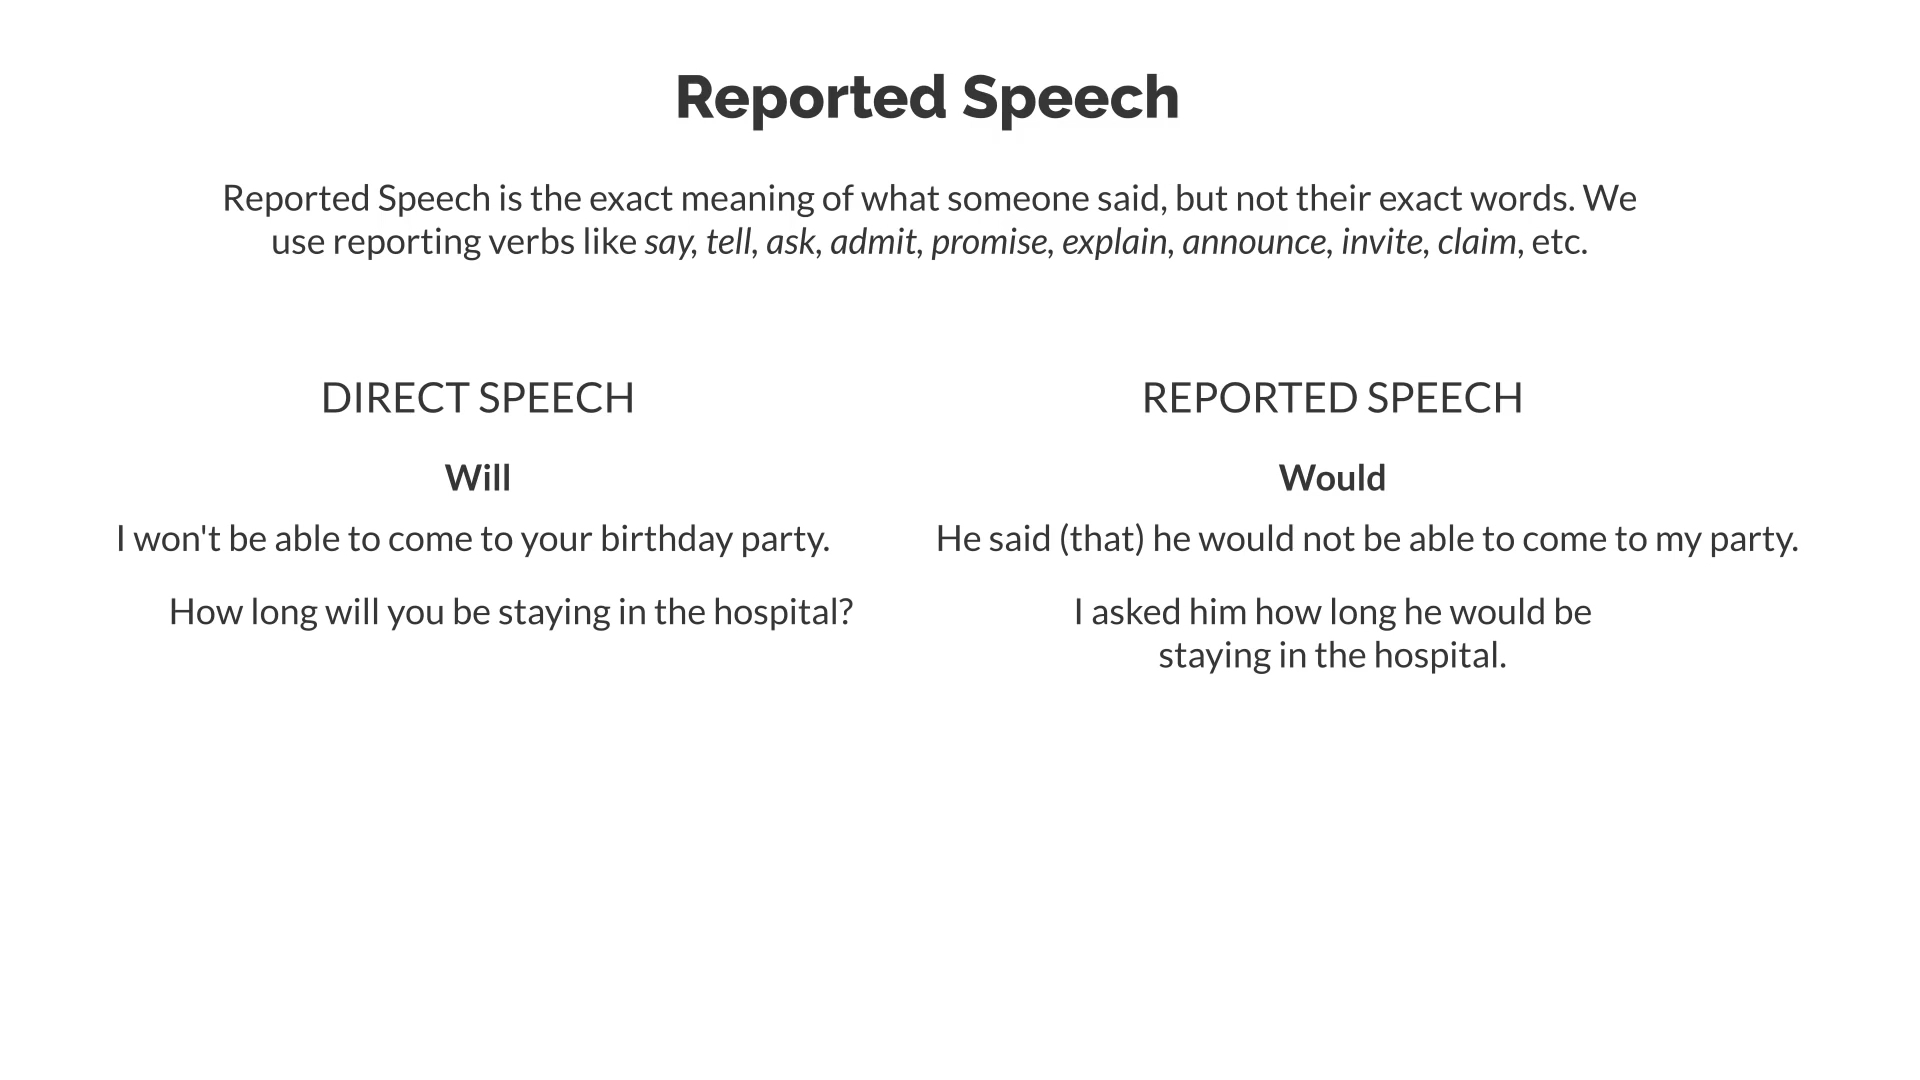 Reported Speech
Reported Speech is the exact meaning of what someone said, but not their exact words. We
use reporting verbs like say, tell, ask, admit, promise, explain, announce, invite, claim, etc.
DIRECT SPEECH
Will
I won't be able to come to your birthday party.
How long will you be staying in the hospital?
REPORTED SPEECH
Would
He said (that) he would not be able to come to my party.
I asked him how long he would be
staying in the hospital.